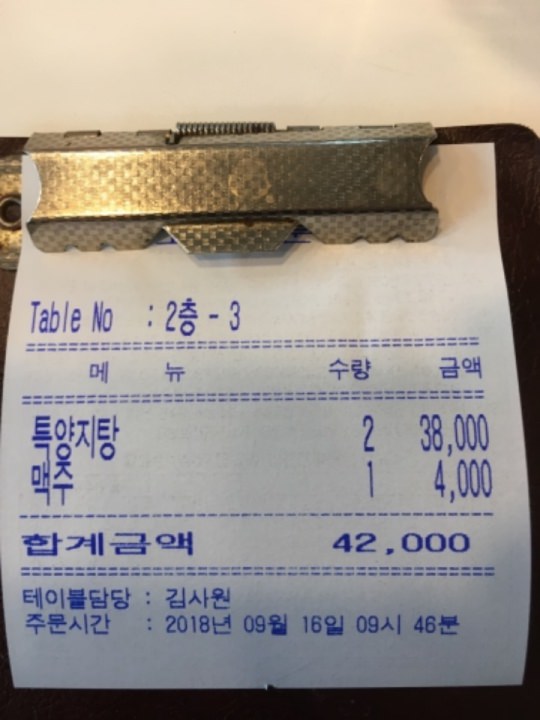 Table No : 2층 - 3
메 뉴 수량 금액
특양지탕 2 38,000
맥주 1 4,000
합계금액 42,000
테이블담당 : 김사원
주문시간 : 2018년 09월 16일 09시 46분